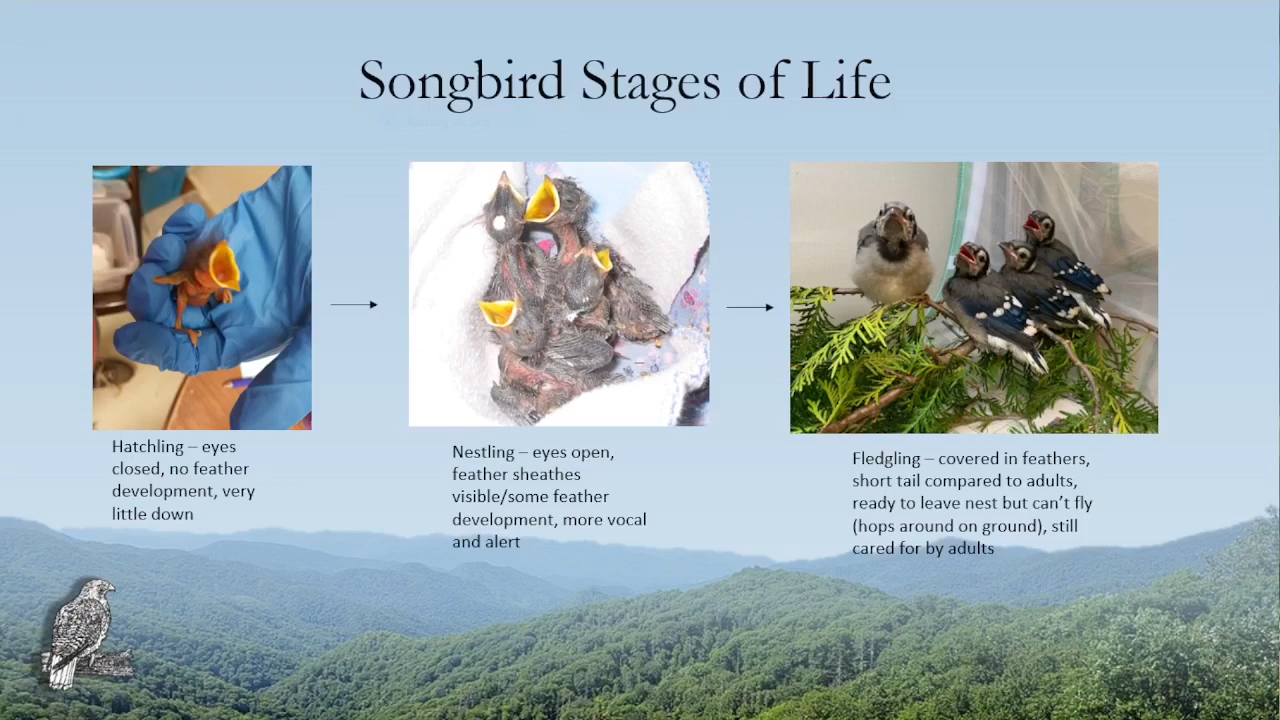 Songbird Stages of Life
Hatchling – eyes
closed, no feather
development, very
little down
Nestling – eyes open,
feather sheathes
visible/some feather
development, more vocal
and alert
Fledgling – covered in feathers,
short tail compared to adults,
ready to leave nest but can't fly
(hops around on ground), still
cared for by adults